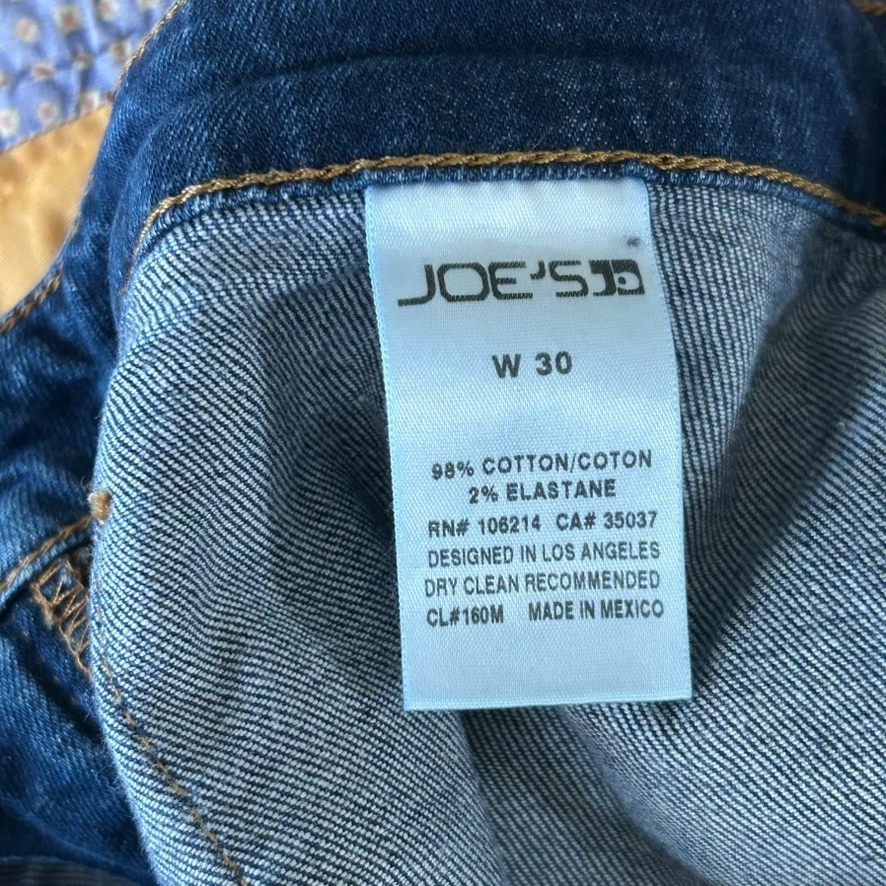 JOE'S
W 30
98% COTTON/COTON
2% ELASTANE
RN# 106214 CA# 35037
DESIGNED IN LOS ANGELES
DRY CLEAN RECOMMENDED
CL#160M MADE IN MEXICO